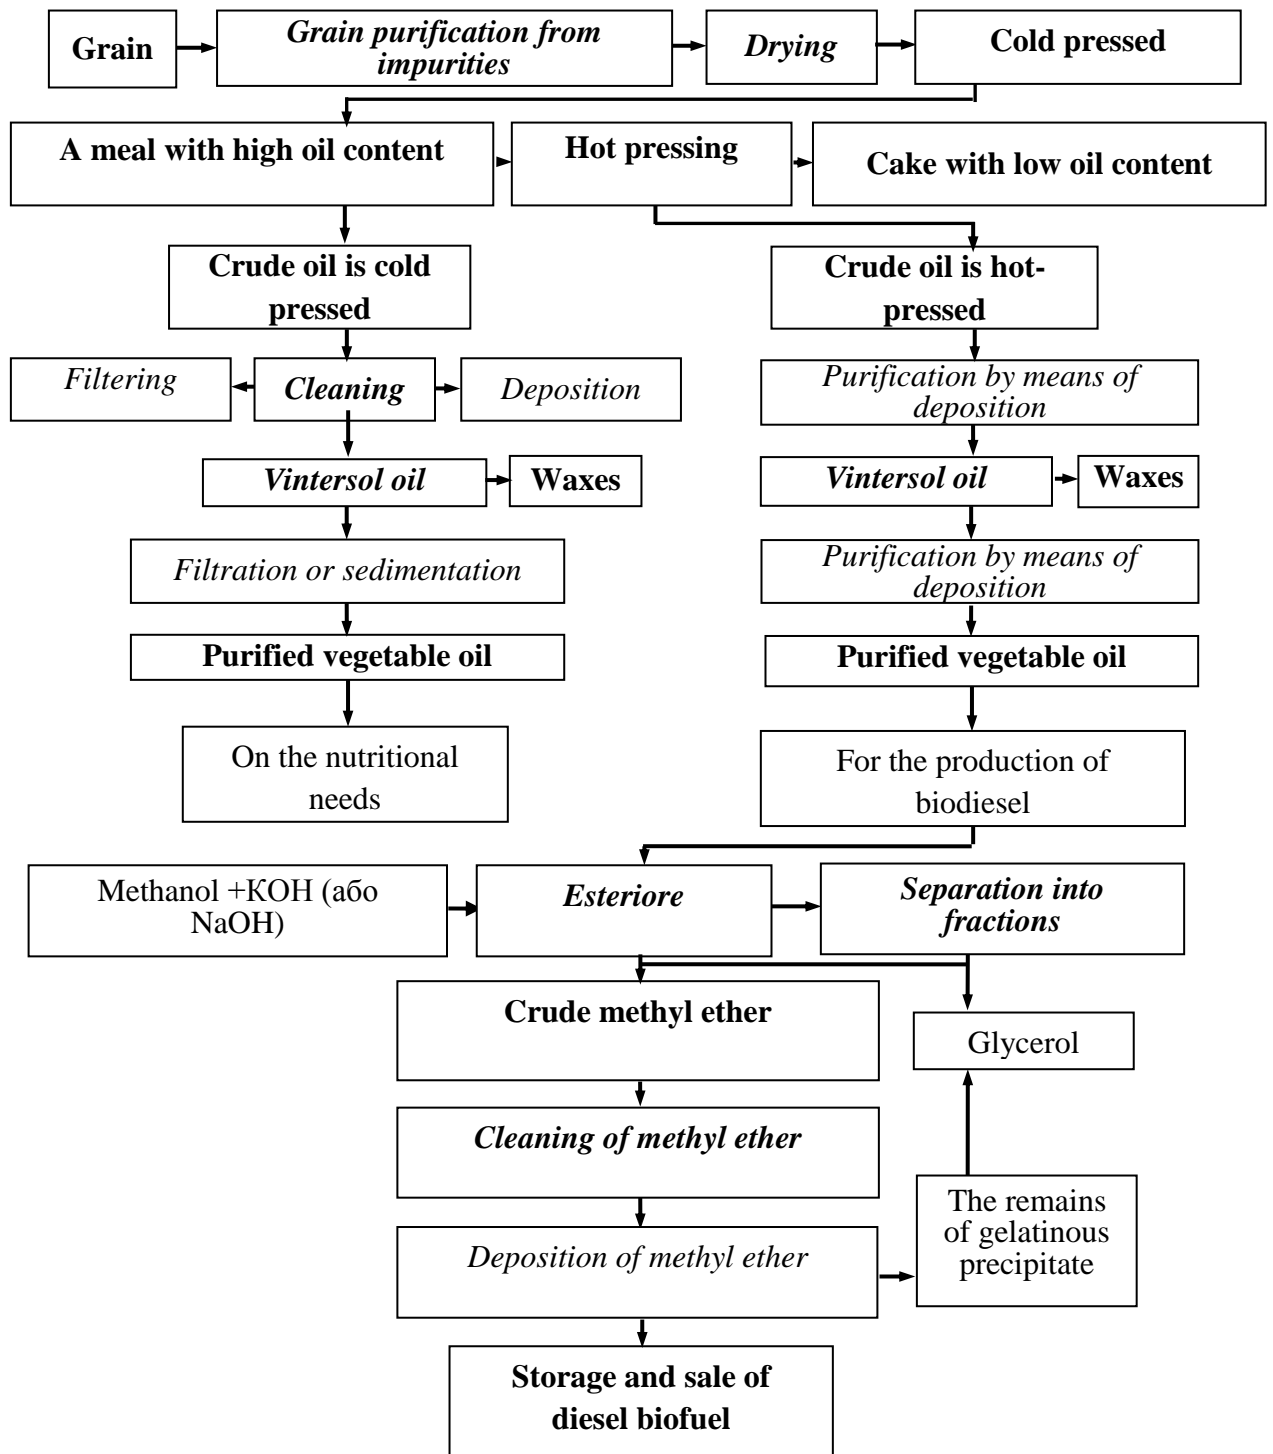 Grain
Grain purification from
impurities
Drying
Cold pressed
A meal with high oil content
Hot pressing
Cake with low oil content
Crude oil is cold
pressed
Crude oil is hot-
pressed
Filtering
Cleaning
Deposition
Purification by means of
deposition
Vintersol oil
Waxes
Vintersol oil
Waxes
Filtration or sedimentation
Purification by means of
deposition
Purified vegetable oil
Purified vegetable oil
On the nutritional
needs
For the production of
biodiesel
Methanol +КОН (або
NaOH)
Esteriore
Separation into
fractions
Crude methyl ether
Glycerol
Cleaning of methyl ether
The remains
of gelatinous
precipitate
Deposition of methyl ether
Storage and sale of
diesel biofuel